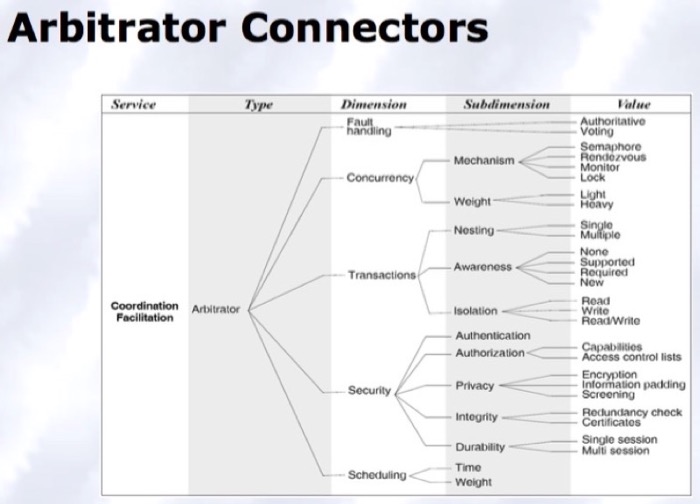 Arbitrator Connectors
Service Type Dimension Subdimension Value
Fault
handling
Authoritative
Voting
Concurrency
Mechanism
Semaphore
Rendezvous
Monitor
Lock
Weight
Light
Heavy
Transactions
Nesting
Single
Multiple
Awareness
None
Supported
Required
New
Isolation
Read
Write
Read/Write
Coordination
Facilitation
Arbitrator
Security
Authentication
Authorization
Capabilities
Access control lists
Privacy
Encryption
Information padding
Screening
Integrity
Redundancy check
Certificates
Durability
Single session
Multi session
Scheduling
Time
Weight